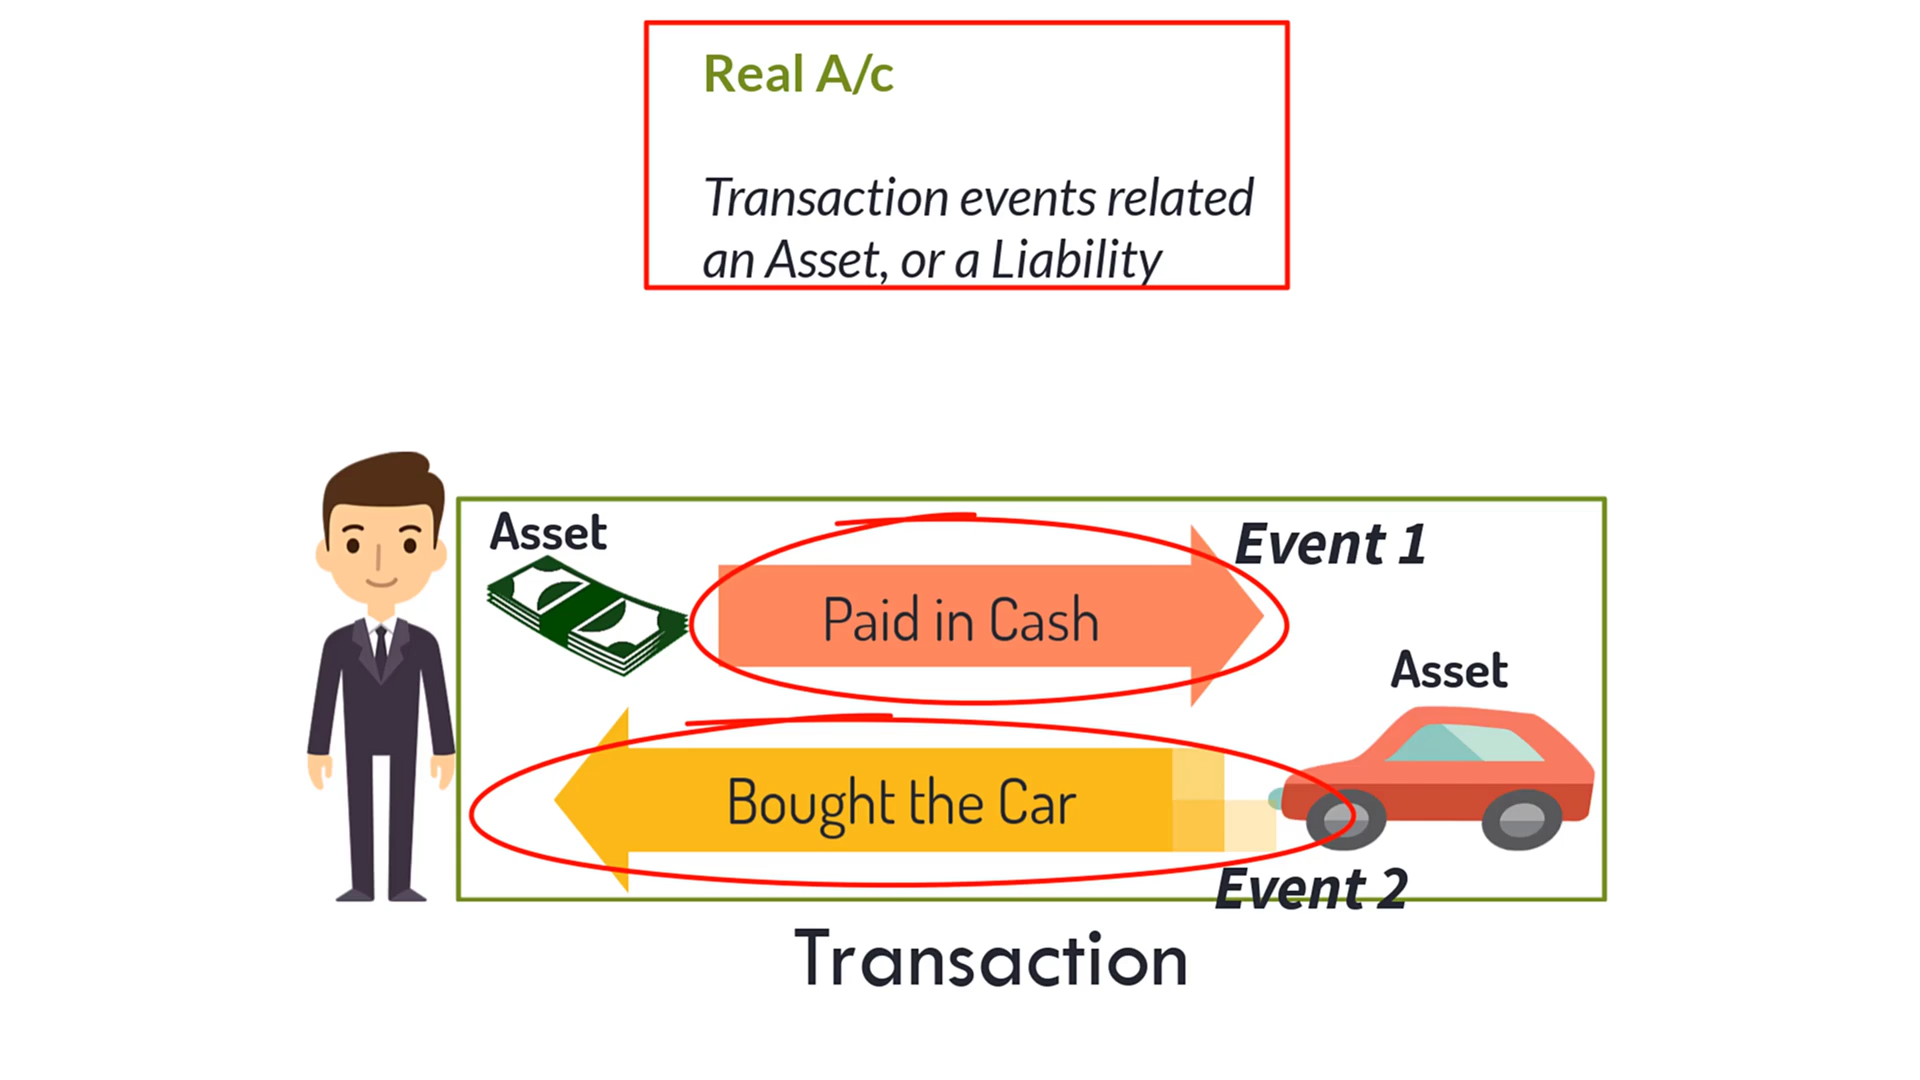 Real A/c
Transaction events related
an Asset, or a Liability
Asset
Event 1
Paid in Cash
Asset
Bought the Car
Event 2
Transaction